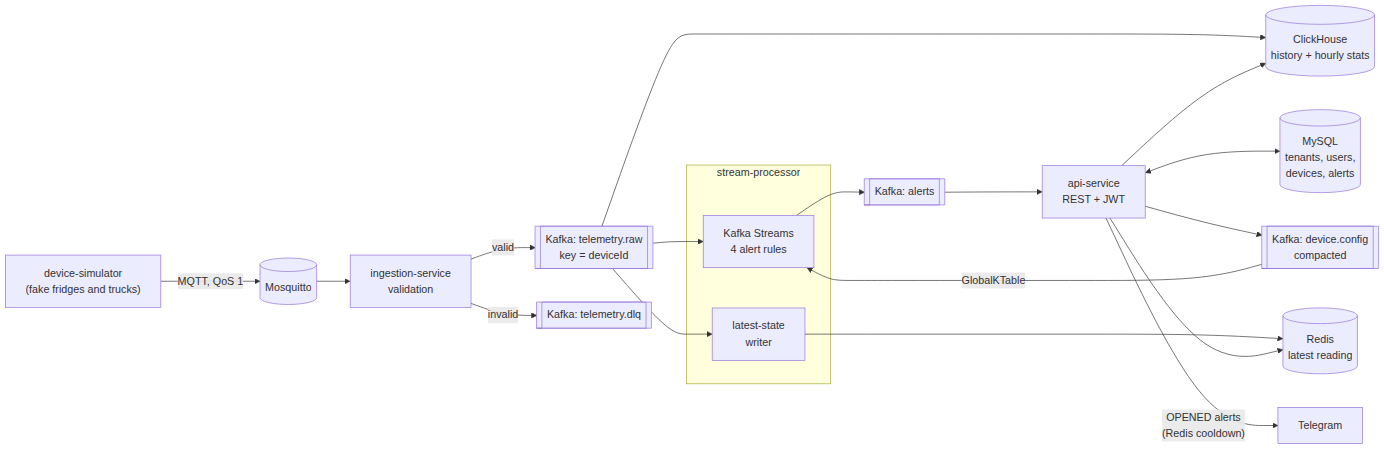 device-simulator
(fake fridges and trucks)
MQTT, QoS 1
Mosquitto
ingestion-service
validation
valid
invalid
Kafka: telemetry.raw
key = deviceId
Kafka: telemetry.dlq
stream-processor
Kafka Streams
4 alert rules
latest-state
writer
Kafka: alerts
GlobalKTable
api-service
REST + JWT
OPENED alerts
(Redis cooldown)
ClickHouse
history + hourly stats
MySQL
tenants, users,
devices, alerts
Kafka: device.config
compacted
Redis
latest reading
Telegram